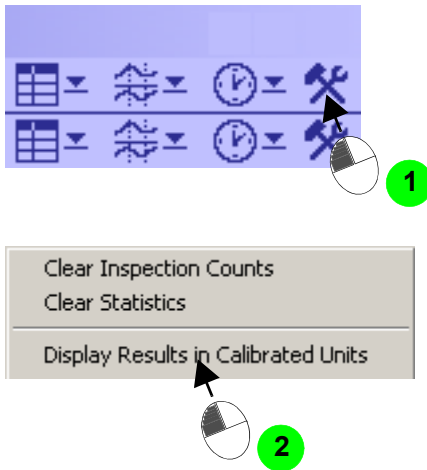 1
Clear Inspection Counts
Clear Statistics
Display Results in Calibrated Units
2